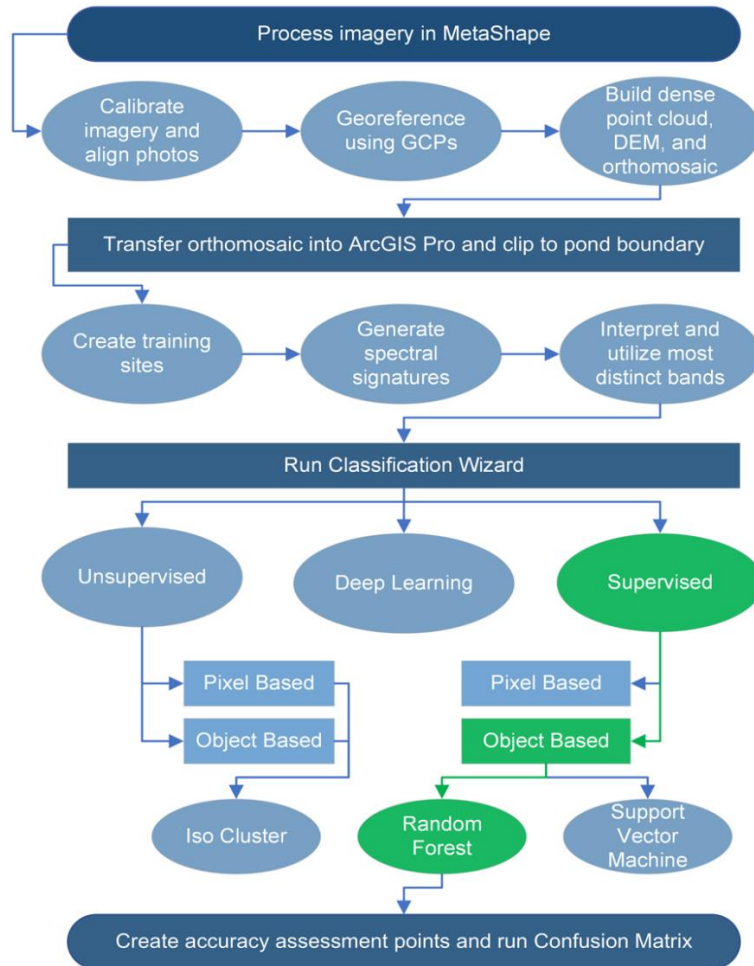 Process imagery in MetaShape
Calibrate
imagery and
align photos
Georeference
using GCPs
Build dense
point cloud,
DEM, and
orthomosaic
Transfer orthomosaic into ArcGIS Pro and clip to pond boundary
Create training
sites
Generate
spectral
signatures
Interpret and
utilize most
distinct bands
Run Classification Wizard
Unsupervised
Deep Learning
Supervised
Pixel Based
Object Based
Pixel Based
Object Based
Iso Cluster
Random
Forest
Support
Vector
Machine
Create accuracy assessment points and run Confusion Matrix